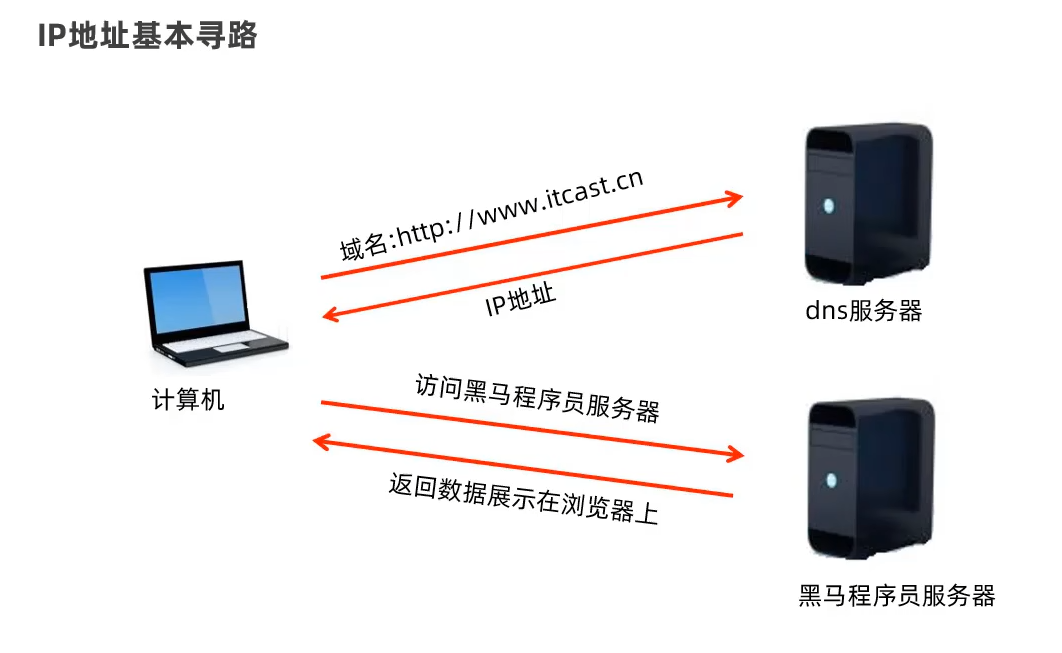 IP地址基本寻路
域名:http://www.itcast.cn
IP地址
dns服务器
计算机
访问黑马程序员服务器
返回数据展示在浏览器上
黑马程序员服务器